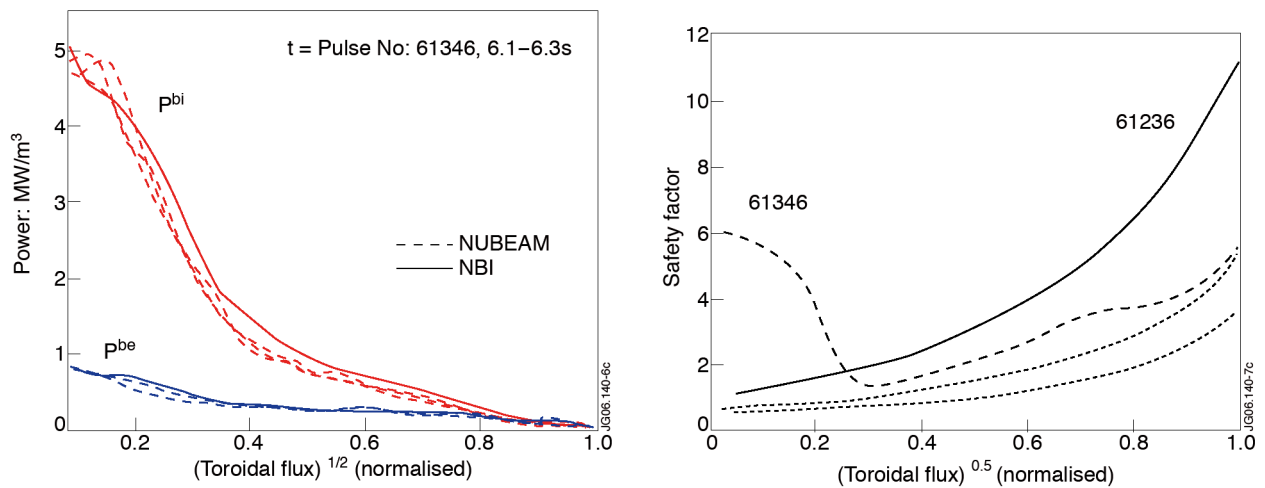 t = Pulse No: 61346, 6.1–6.3s
P^bi
P^be
NUBEAM
NBI
Power: MW/m³
5
4
3
2
1
0
0.2
0.4
0.6
0.8
1.0
(Toroidal flux) ^1/2 (normalised)
JG06.140-6c
12
10
8
6
4
2
0
Safety factor
61236
61346
0
0.2
0.4
0.6
0.8
1.0
(Toroidal flux) ^0.5 (normalised)
JG06.140-7c